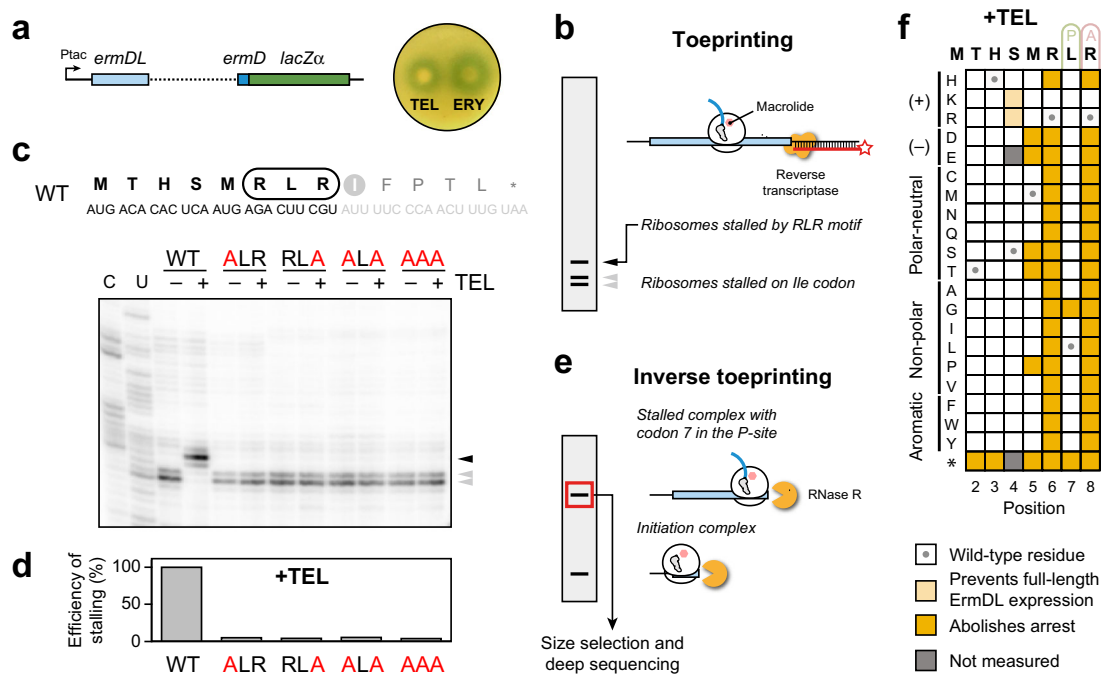 a
Ptac
ermDL
ermD lacZα
TEL ERY
b
Toeprinting
Macrolide
Reverse
transcriptase
Ribosomes stalled by RLR motif
Ribosomes stalled on Ile codon
c
WT
M T H S M R L R I F P T L *
AUG ACA CAC UCA AUG AGA CUU CGU AUU UUC CCA ACU UUG UAA
WT ALR RLA ALA AAA
C U – + – + – + – + – + TEL
d
Efficiency of
stalling (%)
100
50
0
+TEL
WT ALR RLA ALA AAA
e
Inverse toeprinting
Stalled complex with
codon 7 in the P-site
RNase R
Initiation complex
Size selection and
deep sequencing
f
+TEL
P A
M T H S M R L R
(+)
H
K
R
(–)
D
E
Polar-neutral
C
M
N
Q
S
T
Non-polar
A
G
I
L
P
V
Aromatic
F
W
Y
*
2 3 4 5 6 7 8
Position
Wild-type residue
Prevents full-length
ErmDL expression
Abolishes arrest
Not measured